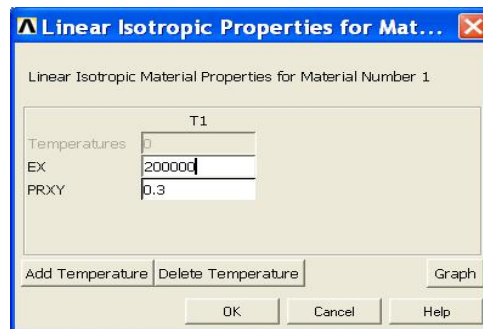 Linear Isotropic Properties for Mat...
Linear Isotropic Material Properties for Material Number 1
T1
Temperatures 0
EX 200000
PRXY 0.3
Add Temperature Delete Temperature Graph
OK Cancel Help